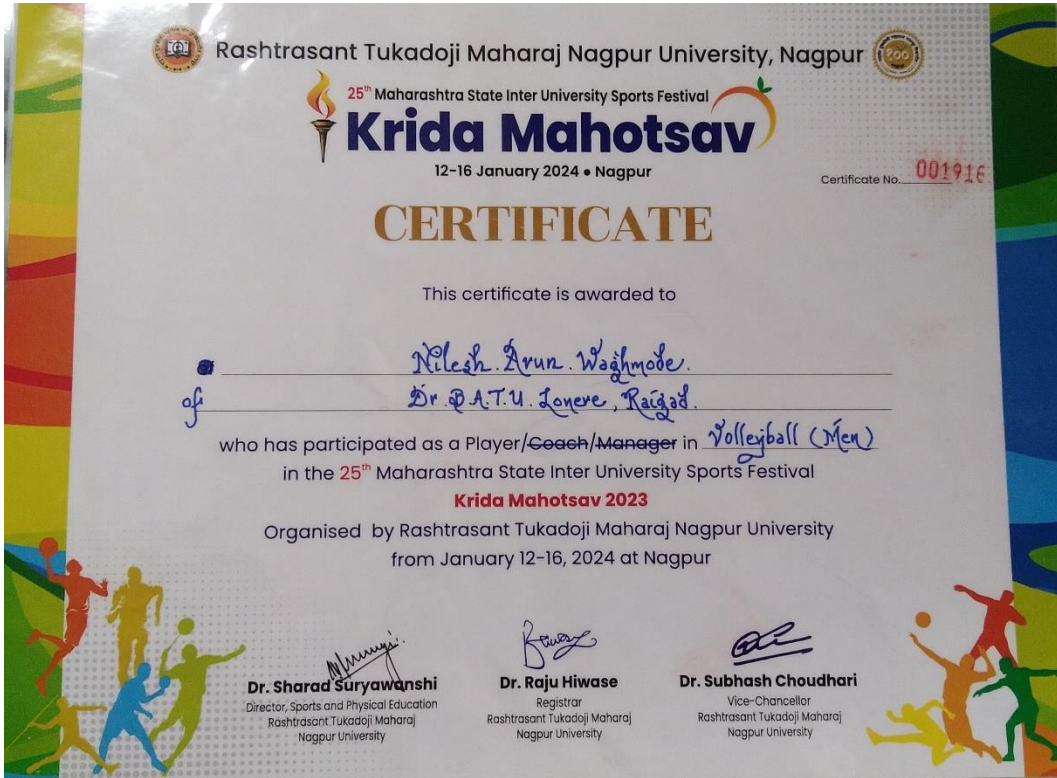 Rashtrasant Tukadoji Maharaj Nagpur University, Nagpur
१००
25th Maharashtra State Inter University Sports Festival
Krida Mahotsav
12-16 January 2024 • Nagpur
Certificate No. 001916
CERTIFICATE
This certificate is awarded to
Nilesh. Arun. Waghmode.
of Dr. B.A.T.U. Lonere, Raigad.
who has participated as a Player/Coach/Manager in Volleyball (Men)
in the 25th Maharashtra State Inter University Sports Festival
Krida Mahotsav 2023
Organised by Rashtrasant Tukadoji Maharaj Nagpur University
from January 12-16, 2024 at Nagpur
Dr. Sharad Suryawanshi
Director, Sports and Physical Education
Rashtrasant Tukadoji Maharaj
Nagpur University
Dr. Raju Hiwase
Registrar
Rashtrasant Tukadoji Maharaj
Nagpur University
Dr. Subhash Choudhari
Vice-Chancellor
Rashtrasant Tukadoji Maharaj
Nagpur University